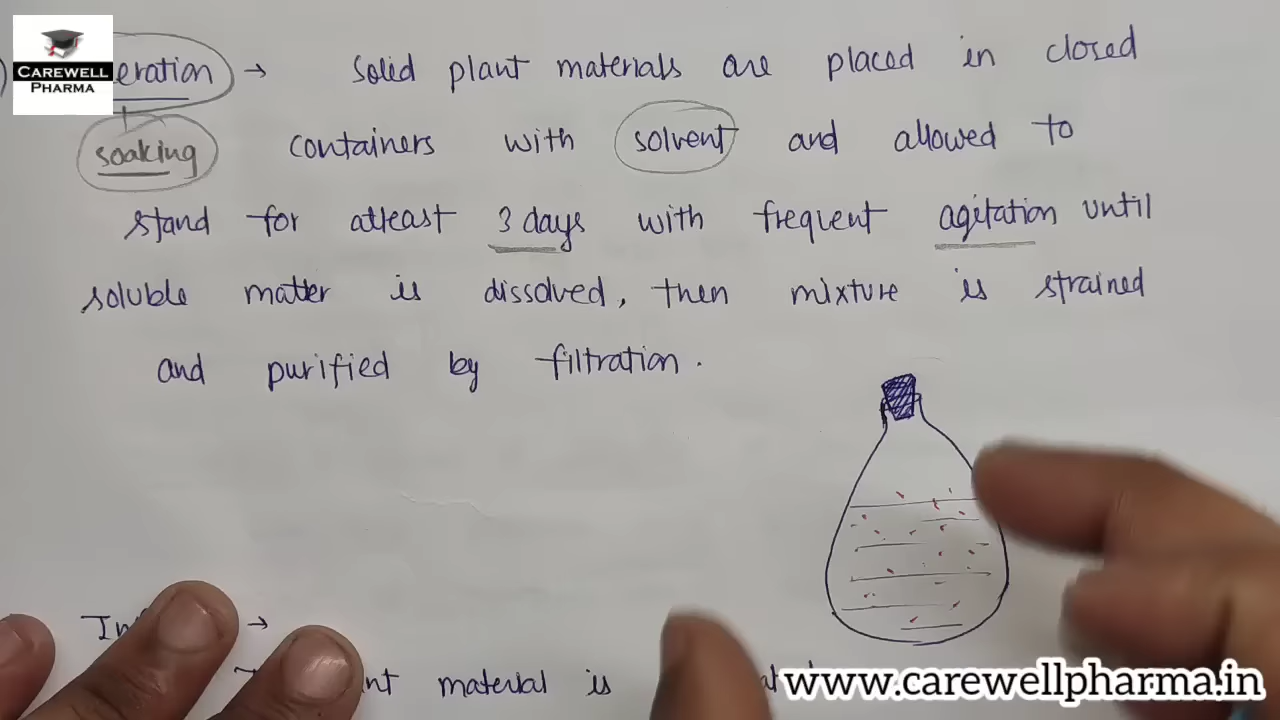 CAREWELL
PHARMA
eration → Solid plant materials are placed in closed
soaking containers with solvent and allowed to
stand for atleast 3 days with frequent agitation until
soluble matter is dissolved, then mixture is strained
and purified by filtration.
→
material is
www.carewellpharma.in